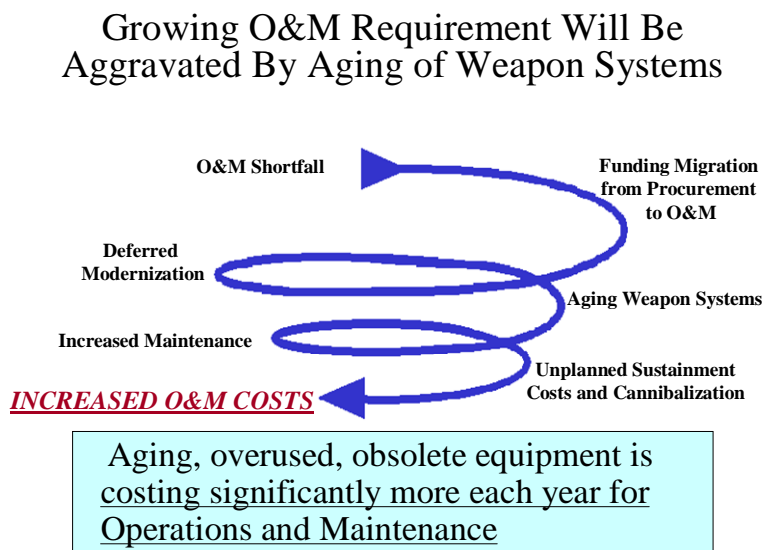 Growing O&M Requirement Will Be
Aggravated By Aging of Weapon Systems
O&M Shortfall
Funding Migration
from Procurement
to O&M
Deferred
Modernization
Aging Weapon Systems
Increased Maintenance
Unplanned Sustainment
Costs and Cannibalization
INCREASED O&M COSTS
Aging, overused, obsolete equipment is
costing significantly more each year for
Operations and Maintenance